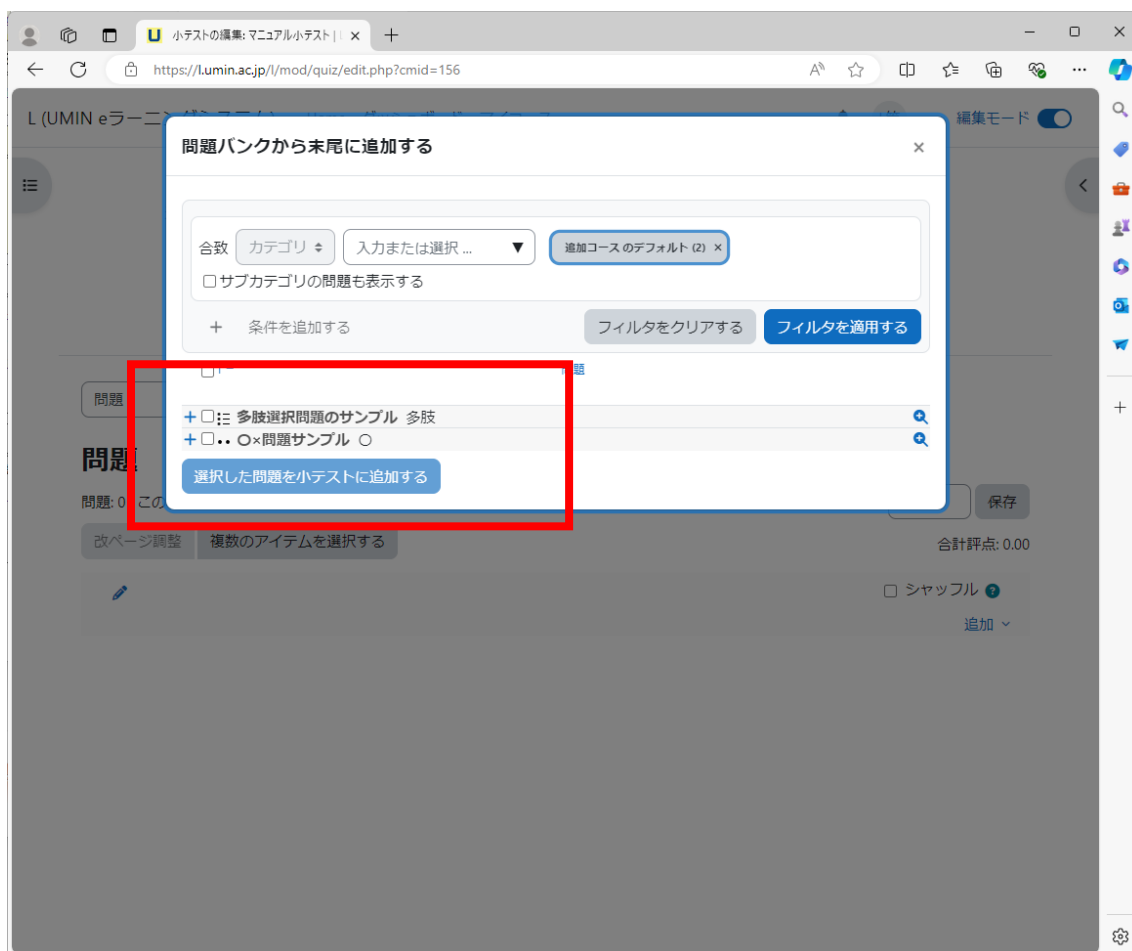 小テストの編集: マニュアル小テスト |
https://l.umin.ac.jp/l/mod/quiz/edit.php?cmid=156
L (UMIN eラーニ
編集モード
問題バンクから末尾に追加する
合致 カテゴリ 入力または選択 ... 追加コース のデフォルト (2) ×
サブカテゴリの問題も表示する
+ 条件を追加する フィルタをクリアする フィルタを適用する
問題
多肢選択問題のサンプル 多肢
〇×問題サンプル 〇
選択した問題を小テストに追加する
問題
問題: 0 この 保存
改ページ調整 複数のアイテムを選択する 合計評点: 0.00
シャッフル
追加